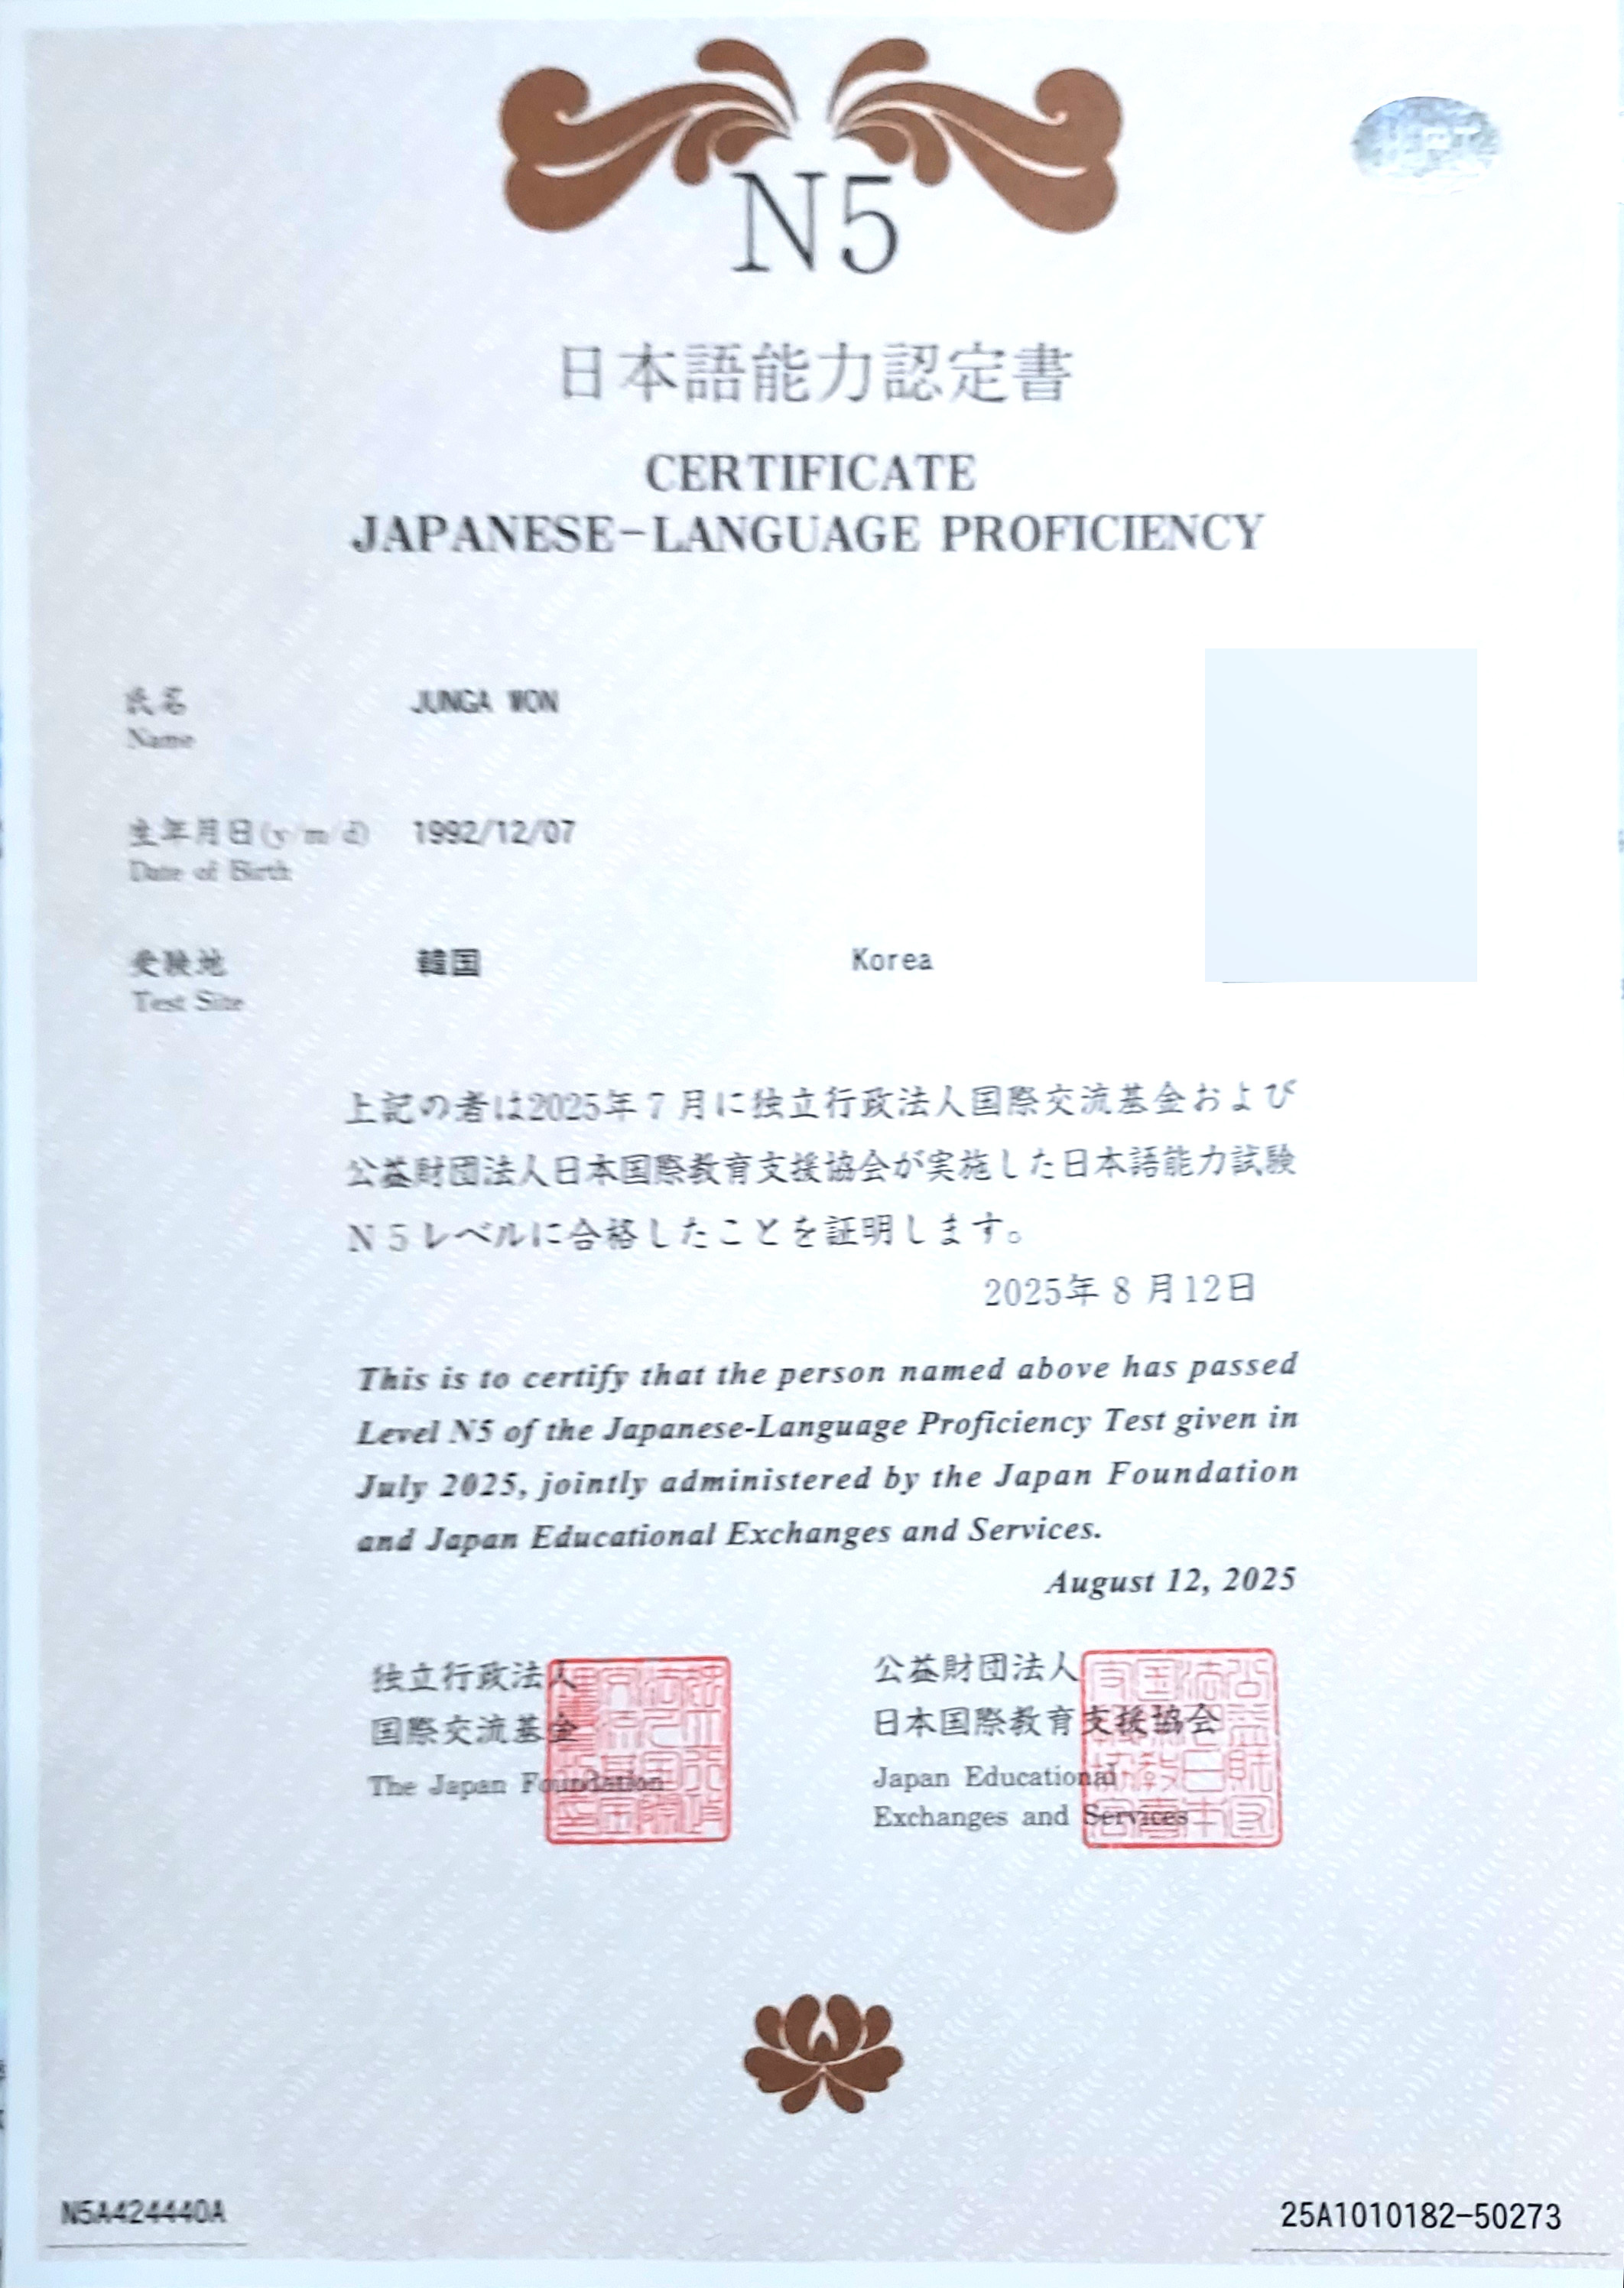 N5
日本語能力認定書
CERTIFICATE
JAPANESE-LANGUAGE PROFICIENCY
氏名 JUNGA WON
Name
生年月日(y/m/d) 1992/12/07
Date of Birth
受験地 韓国 Korea
Test Site
上記の者は2025年7月に独立行政法人国際交流基金および
公益財団法人日本国際教育支援協会が実施した日本語能力試験
N5レベルに合格したことを証明します。
2025年8月12日
This is to certify that the person named above has passed
Level N5 of the Japanese-Language Proficiency Test given in
July 2025, jointly administered by the Japan Foundation
and Japan Educational Exchanges and Services.
August 12, 2025
独立行政法人
国際交流基金
The Japan Foundation
公益財団法人
日本国際教育支援協会
Japan Educational
Exchanges and Services
N5A424440A
25A1010182-50273